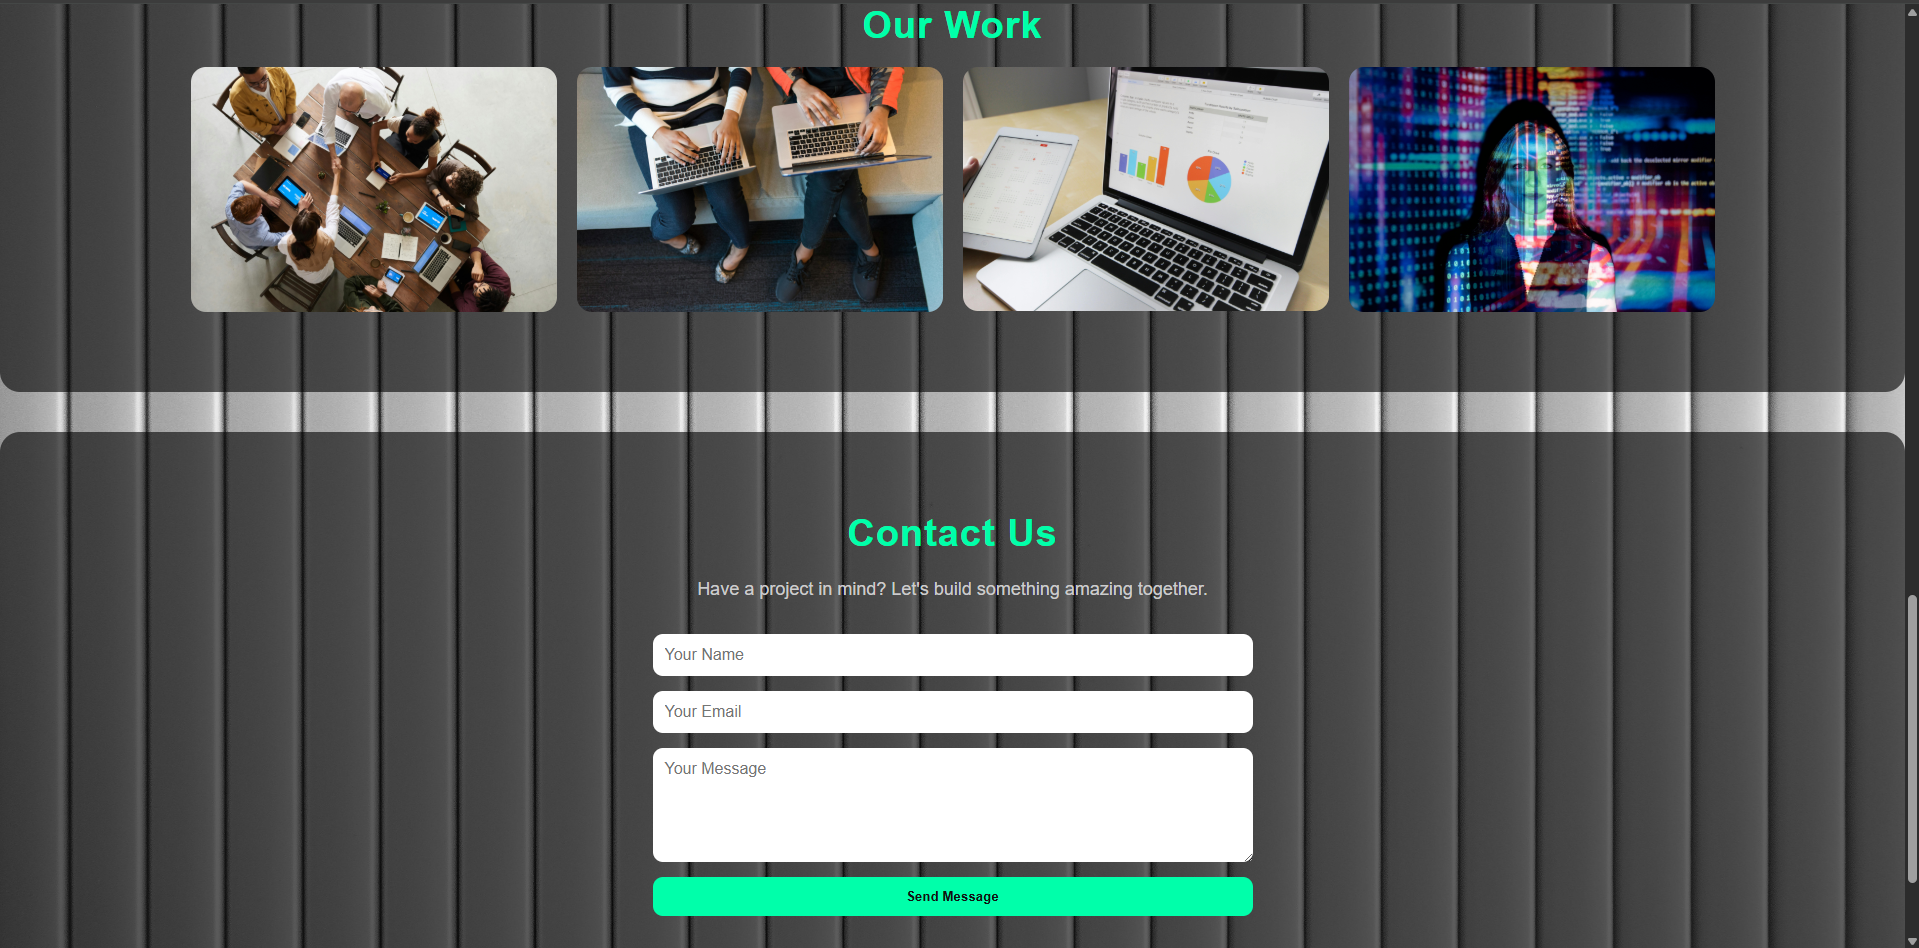 Our Work
Contact Us
Have a project in mind? Let's build something amazing together.
Your Name
Your Email
Your Message
Send Message